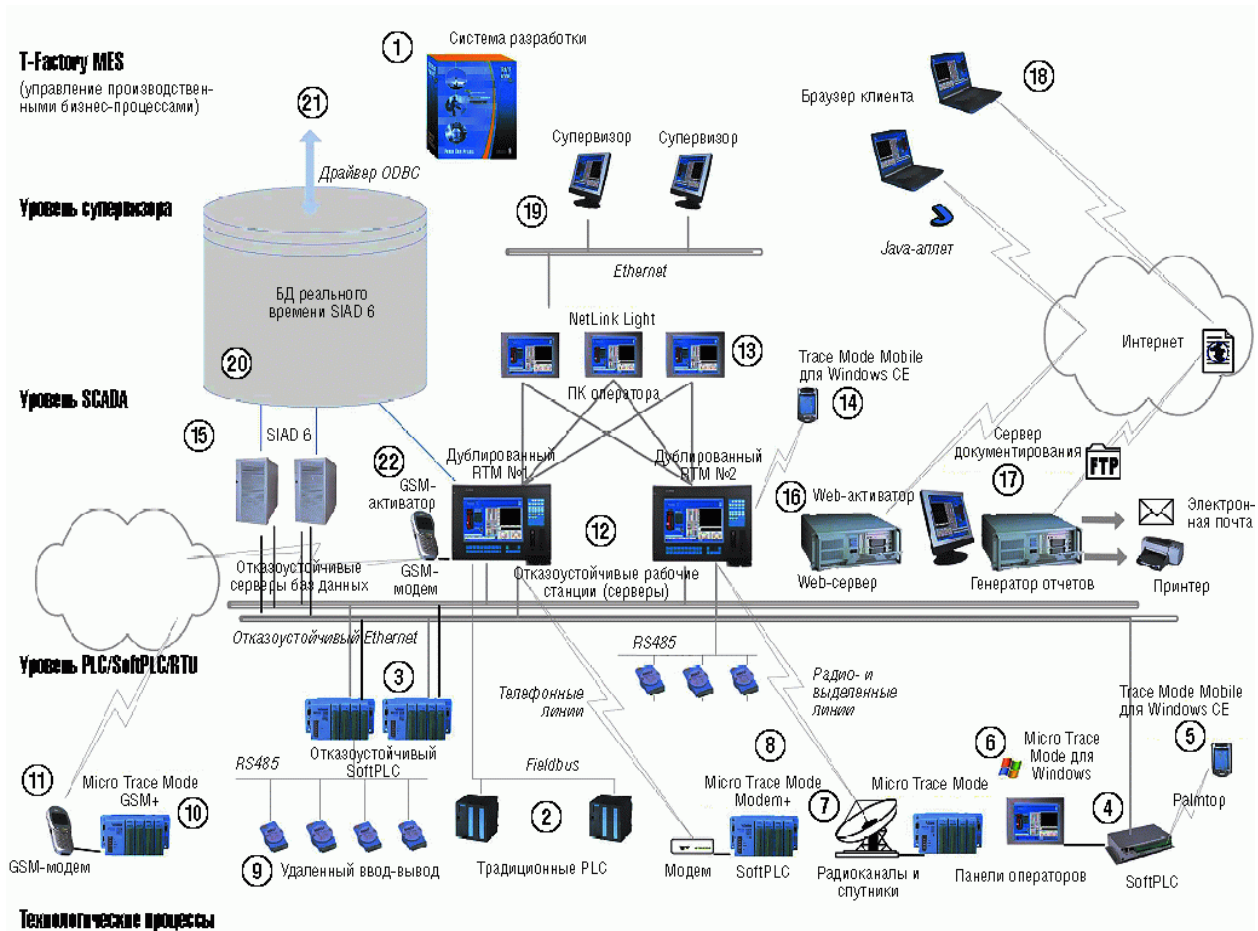 T-Factory MES
(управление производствен-
ными бизнес-процессами)
1
Система разработки
21
Драйвер ODBC
Супервизор
Супервизор
19
Ethernet
Браузер клиента
18
Java-аплет
Уровень супервизора
БД реального
времени SIAD 6
20
NetLink Light
13
ПК оператора
Trace Mode Mobile
для Windows CE
14
Интернет
Уровень SCADA
15
SIAD 6
22
GSM-
активатор
GSM-
модем
Дублированный
RTM №1
Дублированный
RTM №2
12
Отказоустойчивые
серверы баз данных
Отказоустойчивые рабочие
станции (серверы)
16
Web-активатор
Web-сервер
Сервер
документирования
17
FTP
Генератор отчетов
Электрон-
ная почта
Принтер
Отказоустойчивый Ethernet
Уровень PLC/SoftPLC/RTU
3
Отказоустойчивый
SoftPLC
RS485
RS485
Телефонные
линии
Радио- и
выделенные
линии
Fieldbus
11
GSM-модем
Micro Trace Mode
GSM+
10
9
Удаленный ввод-вывод
2
Традиционные PLC
8
Micro Trace Mode
Modem+
Модем
SoftPLC
7
Радиоканалы и
спутники
Micro Trace Mode
6
Micro Trace
Mode для
Windows
Панели операторов
4
SoftPLC
Trace Mode Mobile
для Windows CE
5
Palmtop
Технологические процессы